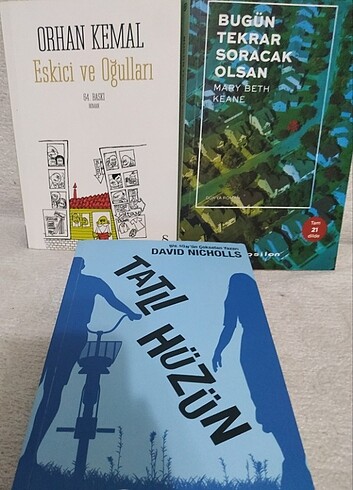 ORHAN KEMAL
Eskici ve Oğulları
64. BASKI
ROMAN
BUGÜN
TEKRAR
SORACAK
OLSAN
MARY BETH
KEANE
Tam
21
dilde
epsilon
DAVID NICHOLLS
TATLI
HÜZÜN